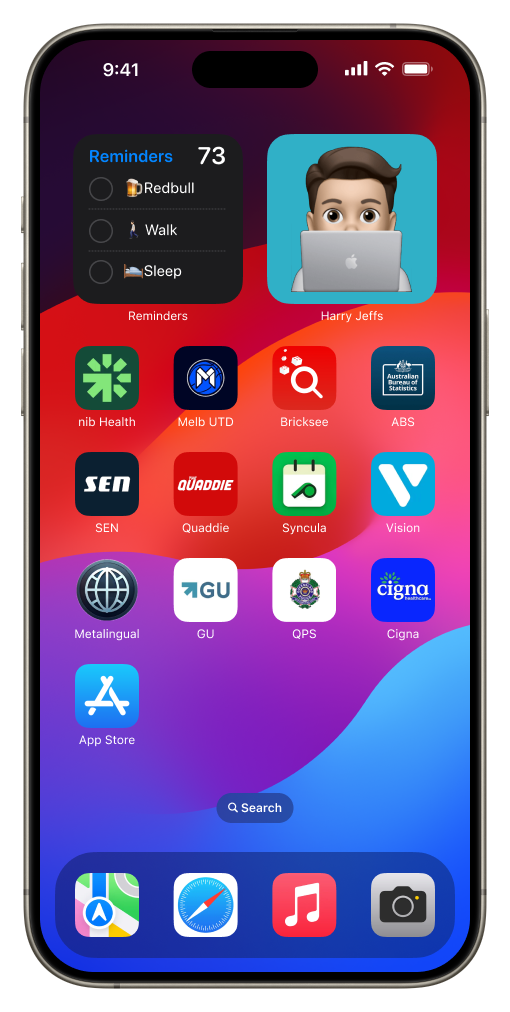 9:41
Reminders 73
Redbull
Walk
Sleep
Reminders
Harry Jeffs
Australian
Bureau of
Statistics
nib Health
Melb UTD
Bricksee
ABS
SEN
THE
QUADDIE
SEN
Quaddie
Syncula
Vision
GU
cigna
healthcare
Metalingual
GU
QPS
Cigna
App Store
Search